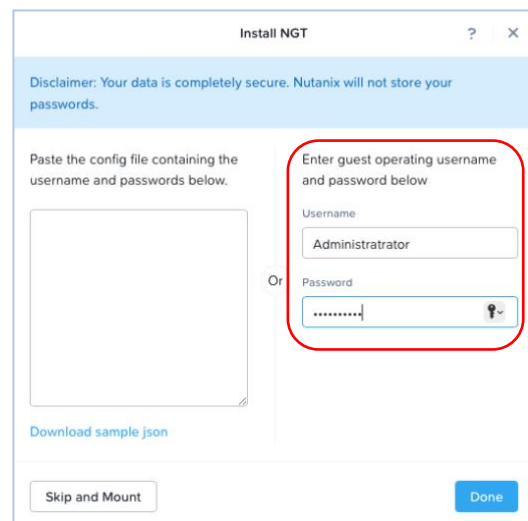 Install NGT
?
Disclaimer: Your data is completely secure. Nutanix will not store your
passwords.
Paste the config file containing the
username and passwords below.
Or
Enter guest operating username
and password below
Username
Administratrator
Password
••••••••••
Download sample json
Skip and Mount
Done